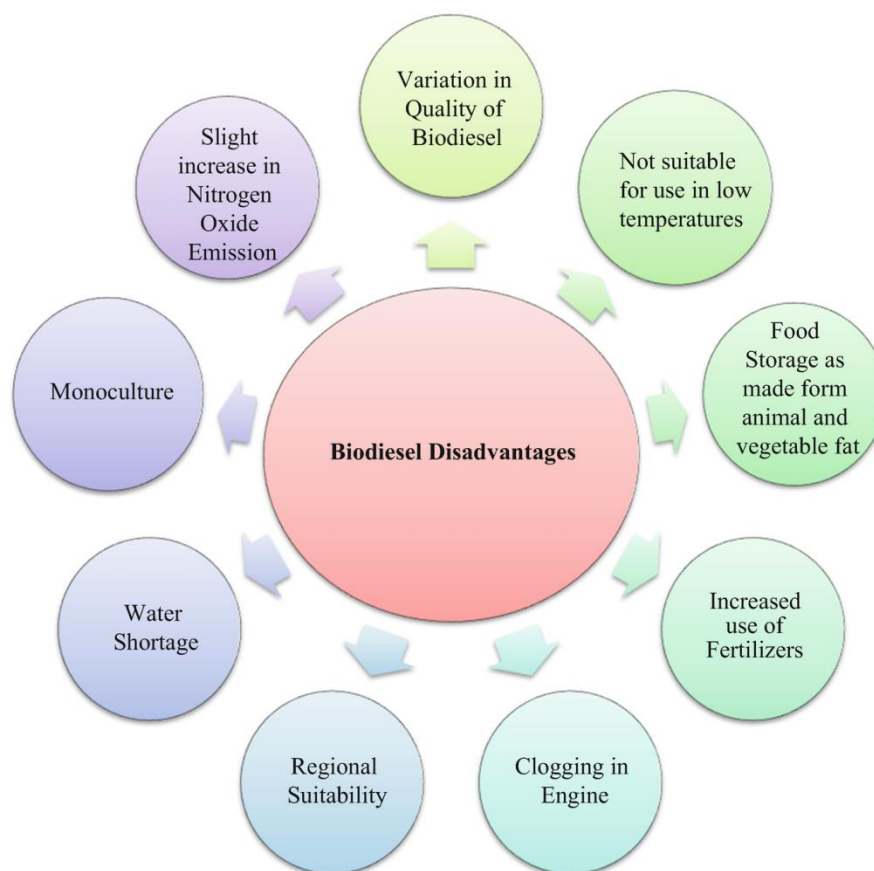 Variation in
Quality of
Biodiesel
Not suitable
for use in low
temperatures
Food
Storage as
made form
animal and
vegetable fat
Increased
use of
Fertilizers
Clogging in
Engine
Regional
Suitability
Water
Shortage
Monoculture
Slight
increase in
Nitrogen
Oxide
Emission
Biodiesel Disadvantages